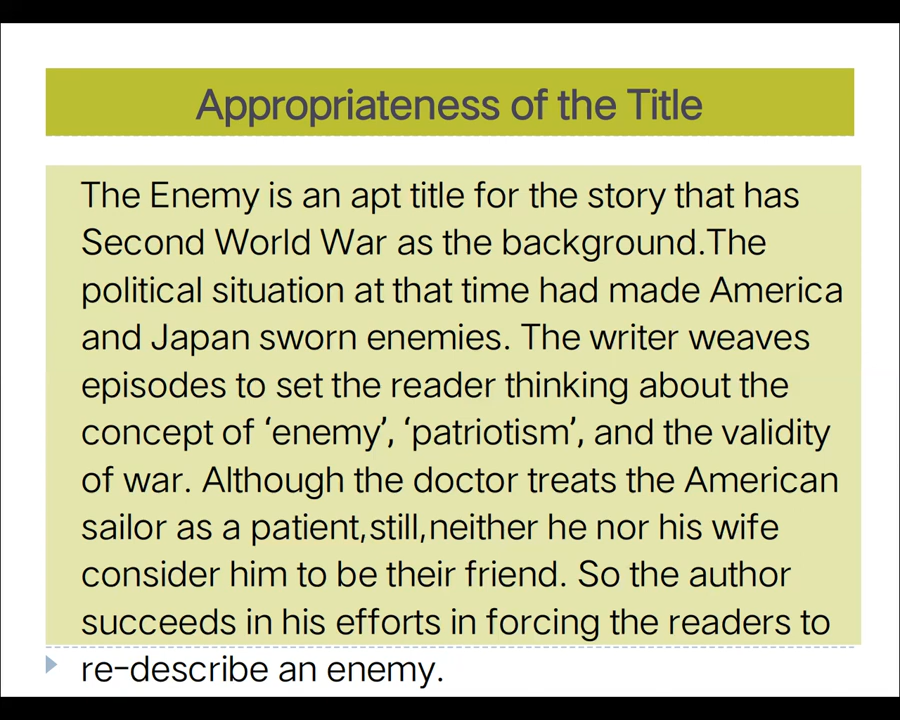 Appropriateness of the Title
The Enemy is an apt title for the story that has
Second World War as the background.The
political situation at that time had made America
and Japan sworn enemies. The writer weaves
episodes to set the reader thinking about the
concept of ‘enemy’, ‘patriotism’, and the validity
of war. Although the doctor treats the American
sailor as a patient,still,neither he nor his wife
consider him to be their friend. So the author
succeeds in his efforts in forcing the readers to
re-describe an enemy.